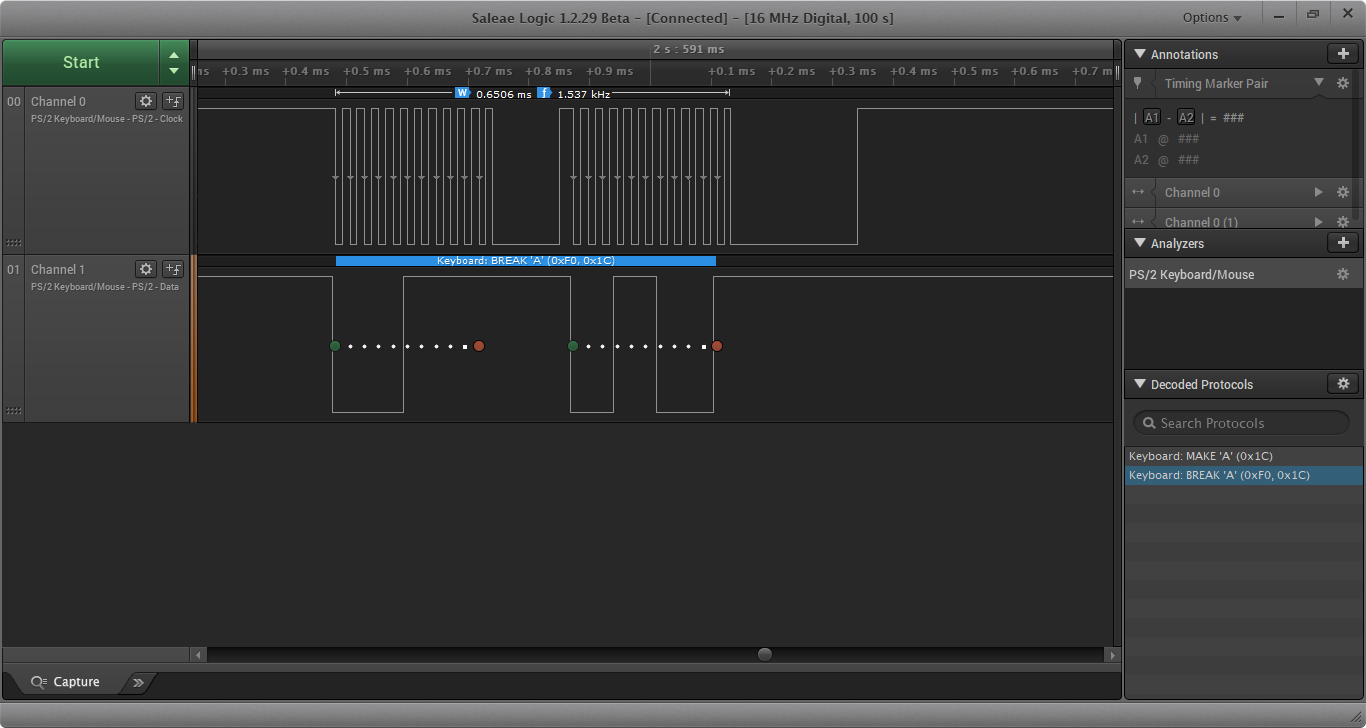 Saleae Logic 1.2.29 Beta - [Connected] - [16 MHz Digital, 100 s]
Options
Start
2 s : 591 ms
ms +0.3 ms +0.4 ms +0.5 ms +0.6 ms +0.7 ms +0.8 ms +0.9 ms +0.1 ms +0.2 ms +0.3 ms +0.4 ms +0.5 ms +0.6 ms +0.7 m
W 0.6506 ms f 1.537 kHz
00 Channel 0
PS/2 Keyboard/Mouse - PS/2 - Clock
Keyboard: BREAK 'A' (0xF0, 0x1C)
01 Channel 1
PS/2 Keyboard/Mouse - PS/2 - Data
Capture
Annotations
Timing Marker Pair
| A1 - A2 | = ###
A1 @ ###
A2 @ ###
Channel 0
Channel 0 (1)
Analyzers
PS/2 Keyboard/Mouse
Decoded Protocols
Search Protocols
Keyboard: MAKE 'A' (0x1C)
Keyboard: BREAK 'A' (0xF0, 0x1C)